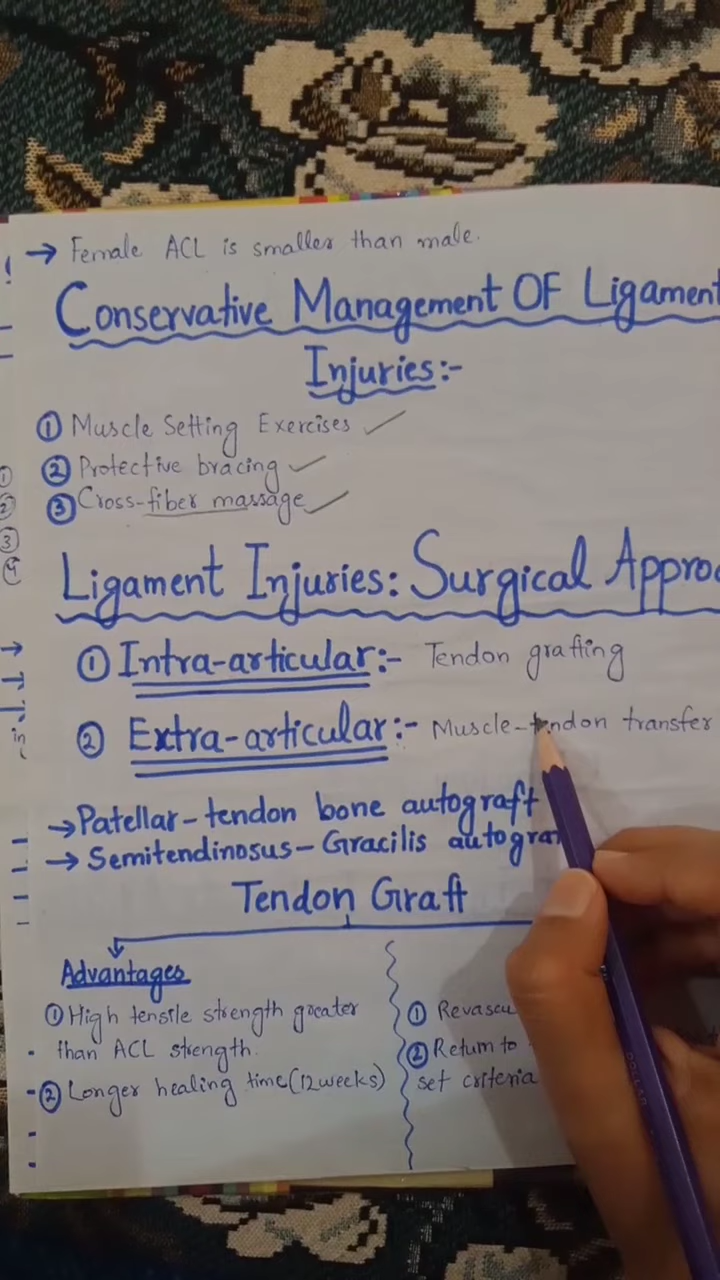 → Female ACL is smaller than male.
Conservative Management OF Ligament
Injuries:-
① Muscle Setting Exercises ✓
② Protective bracing ✓
③ Cross-fiber massage ✓
Ligament Injuries: Surgical
① Intra-articular:- Tendon grafting
② Extra-articular:- Muscle-tendon transfer
→ Patellar-tendon bone autograft
→ Semitendinosus-Gracilis
Tendon Graft
Advantages
① High tensile strength greater
than ACL strength.
② Longer healing time (12 weeks)
①
② Return to
set criteria